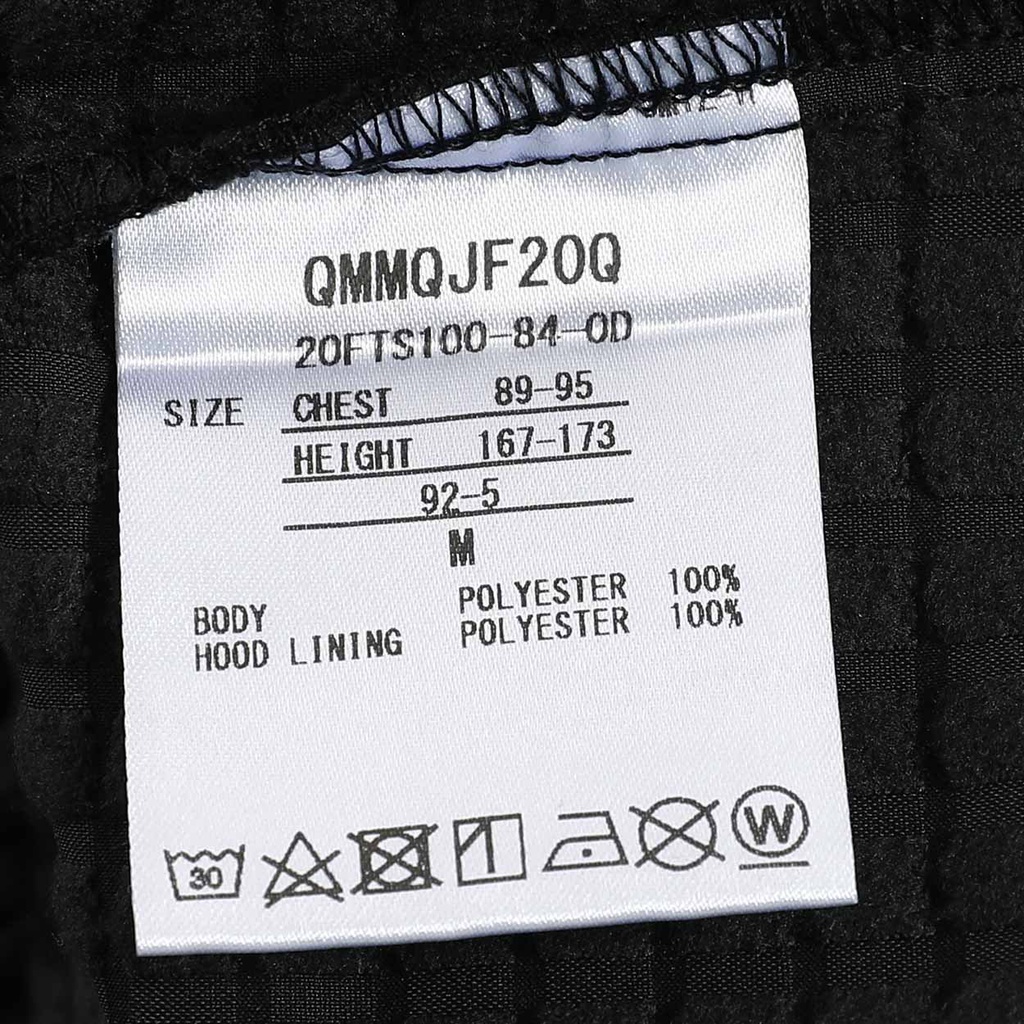 QMMQJF20Q
20FTS100-84-0D
SIZE CHEST 89-95
HEIGHT 167-173
92-5
M
BODY POLYESTER 100%
HOOD LINING POLYESTER 100%
30 W